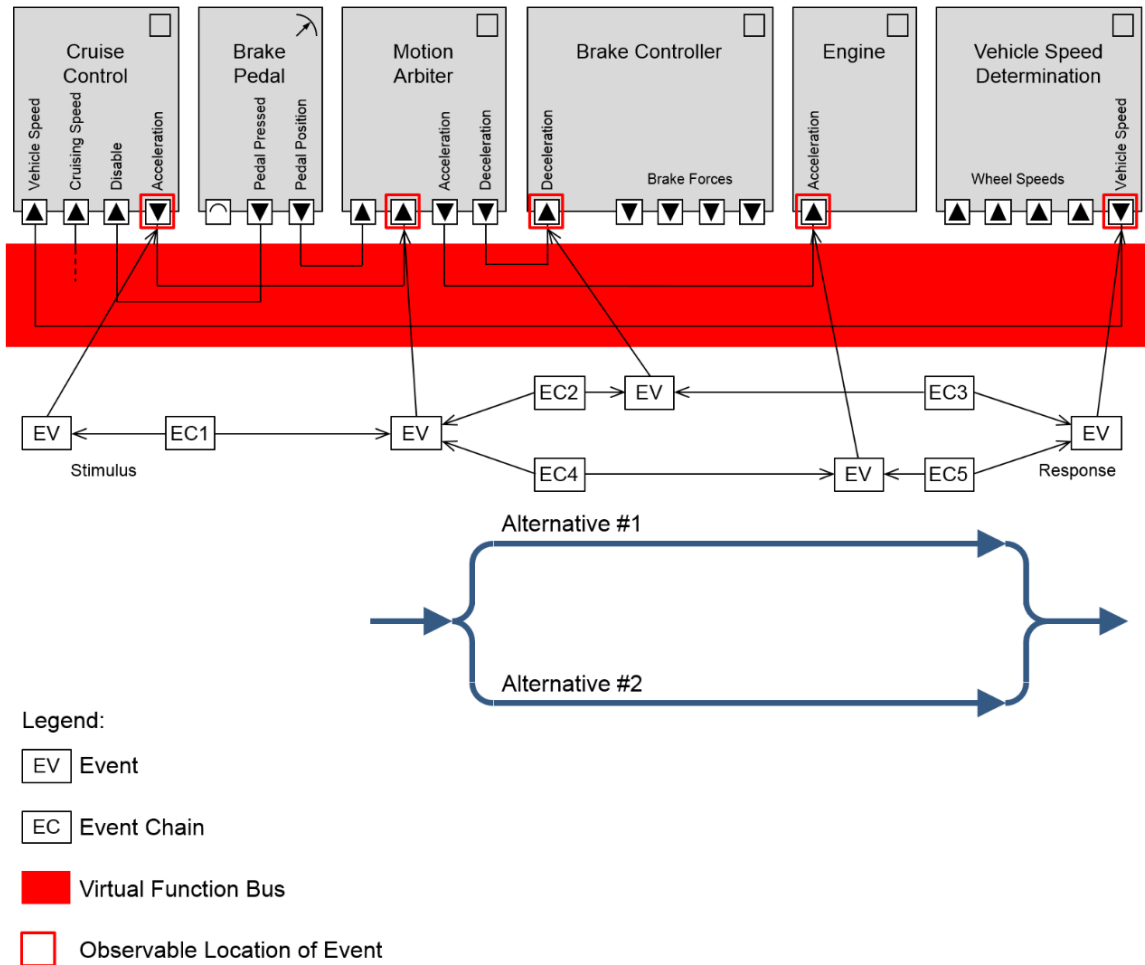 Cruise
Control
Brake
Pedal
Motion
Arbiter
Brake Controller
Engine
Vehicle Speed
Determination
Vehicle Speed
Cruising Speed
Disable
Acceleration
Pedal Pressed
Pedal Position
Acceleration
Deceleration
Deceleration
Brake Forces
Acceleration
Wheel Speeds
Vehicle Speed
EC2
EV
EC3
EV
EC1
EV
EV
Stimulus
EC4
EV
EC5
Response
Alternative #1
Alternative #2
Legend:
EV Event
EC Event Chain
Virtual Function Bus
Observable Location of Event